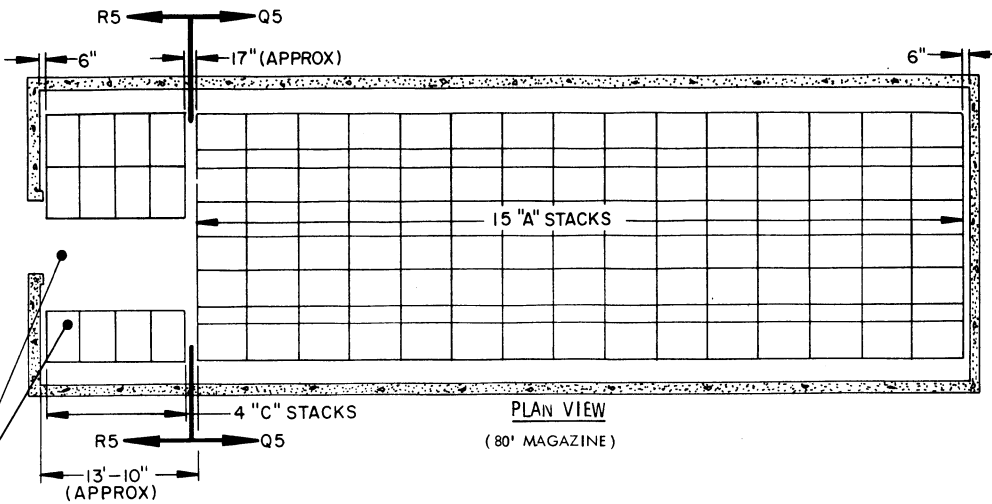 R5 Q5
6" 17" (APPROX) 6"
15 "A" STACKS
4 "C" STACKS
PLAN VIEW
(80' MAGAZINE)
R5 Q5
13'-10"
(APPROX)